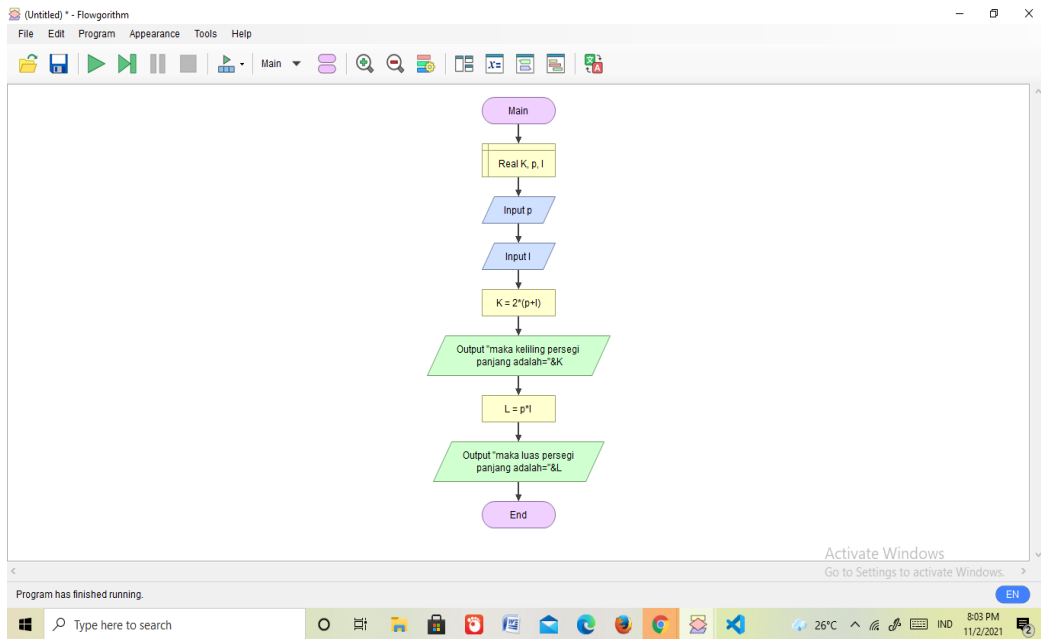 (Untitled) * - Flowgorithm
File Edit Program Appearance Tools Help
Main
Main
Real K, p, l
Input p
Input l
K = 2*(p+l)
Output "maka keliling persegi
panjang adalah="&K
L = p*l
Output "maka luas persegi
panjang adalah="&L
End
Activate Windows
Go to Settings to activate Windows.
Program has finished running.
EN
Type here to search
26°C
IND
8:03 PM
11/2/2021
2